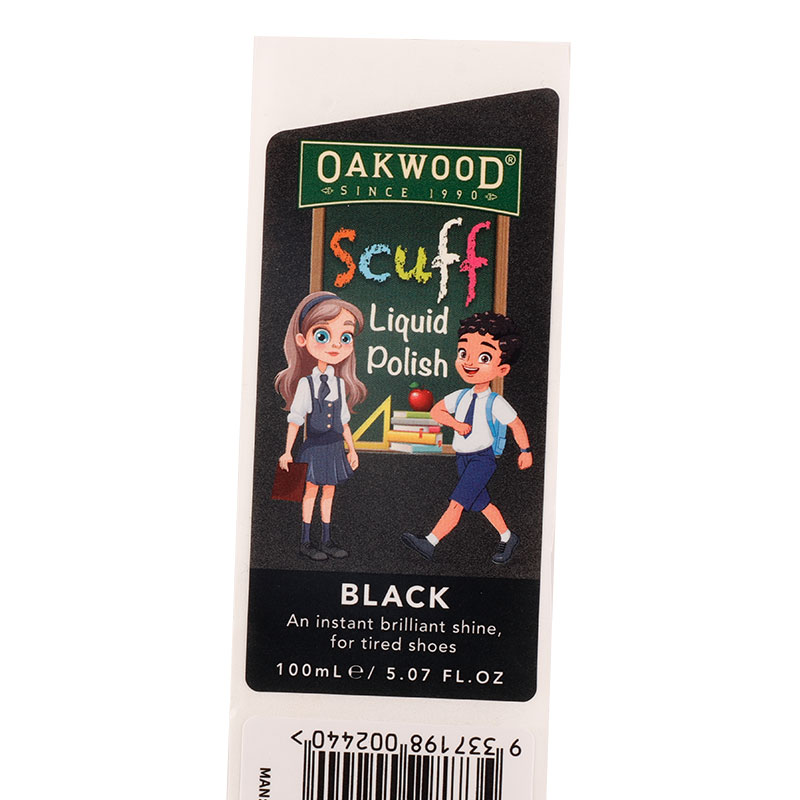 OAKWOOD®
SINCE 1990
Scuff
Liquid
Polish
BLACK
An instant brilliant shine,
for tired shoes
100mL ℮/ 5.07 FL.OZ
9 337198 002440>